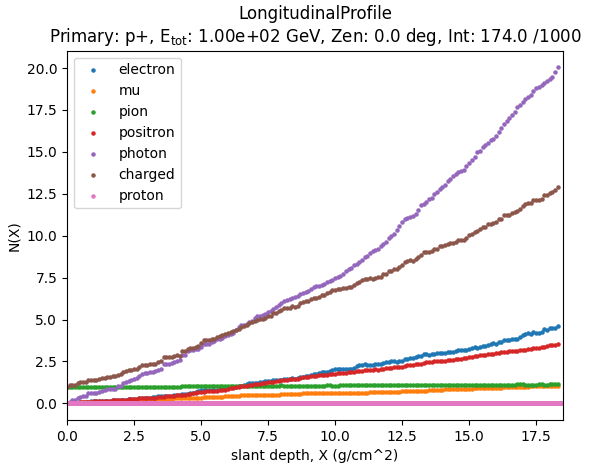 LongitudinalProfile
Primary: p+, E_tot: 1.00e+02 GeV, Zen: 0.0 deg, Int: 174.0 /1000
20.0
17.5
15.0
12.5
10.0
7.5
5.0
2.5
0.0
N(X)
electron
mu
pion
positron
photon
charged
proton
0.0 2.5 5.0 7.5 10.0 12.5 15.0 17.5
slant depth, X (g/cm^2)